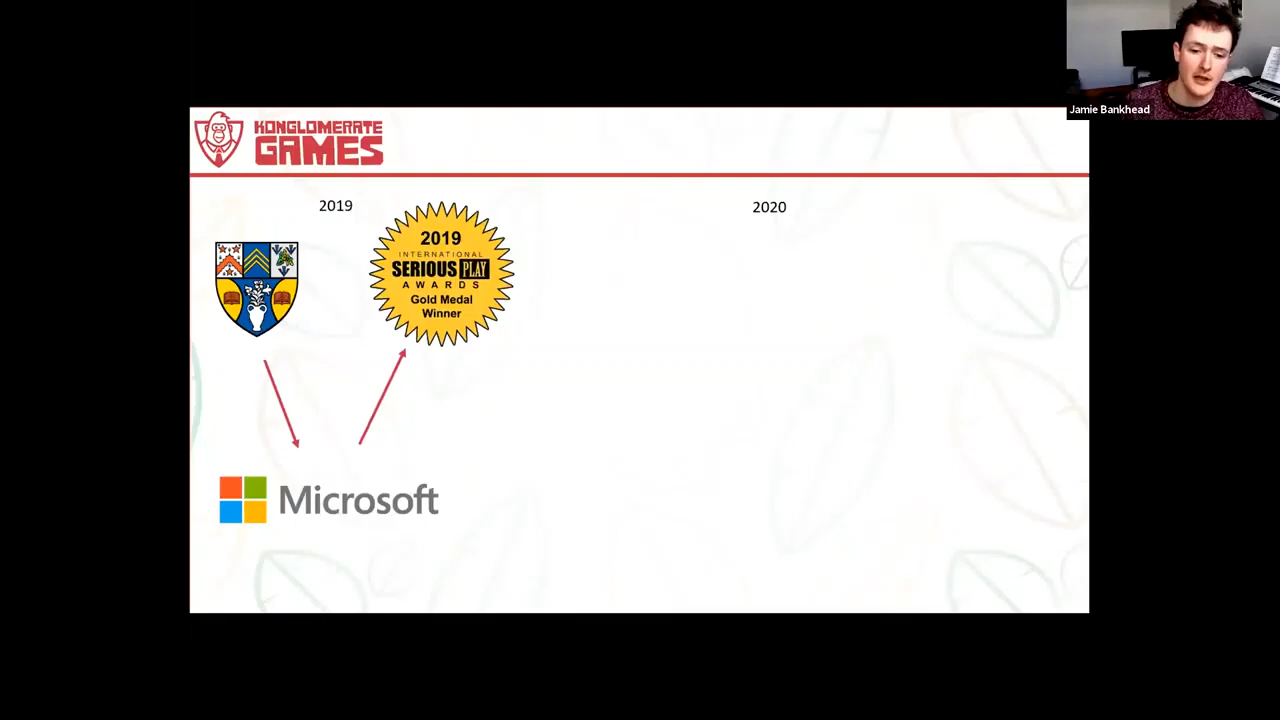 Jamie Bankhead
KONGLOMERATE
GAMES
2019
2020
2019
INTERNATIONAL
SERIOUS PLAY
AWARDS
Gold Medal
Winner
Microsoft